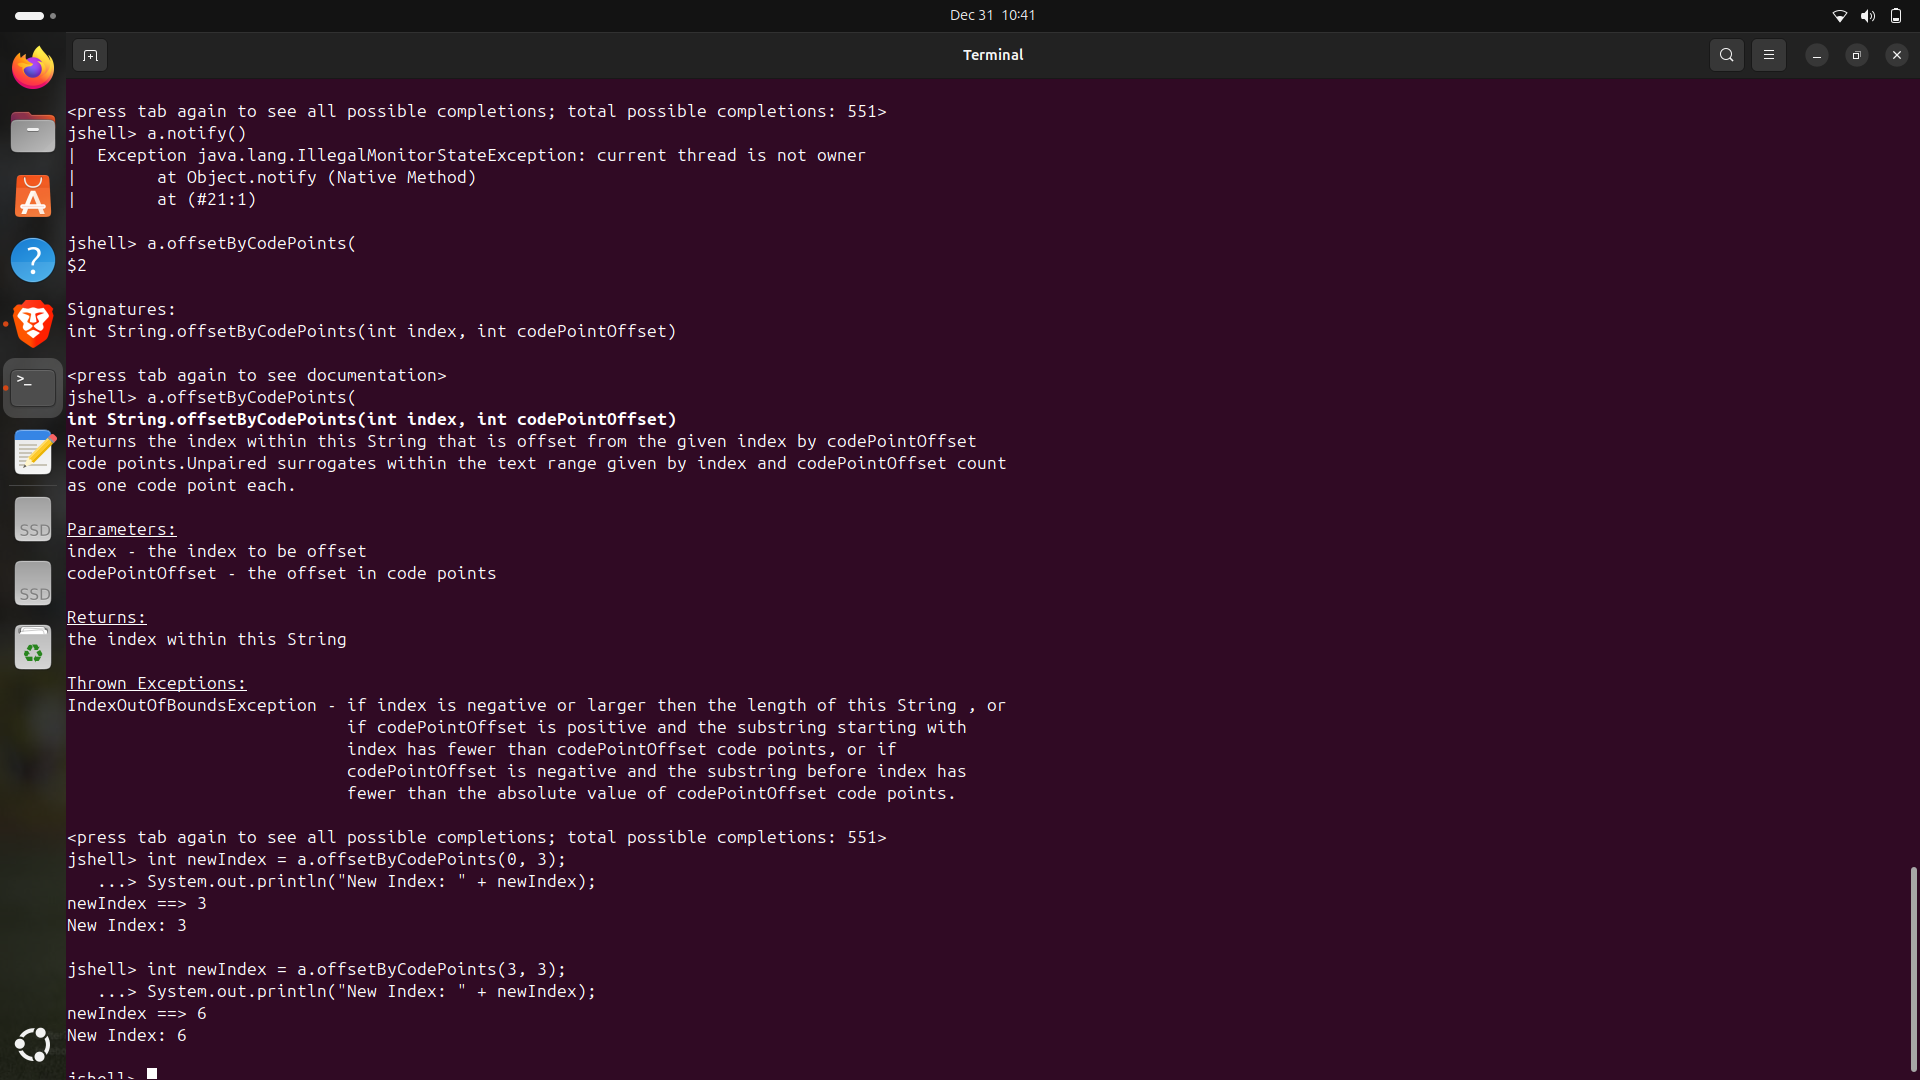 Dec 31 10:41
Terminal
<press tab again to see all possible completions; total possible completions: 551>
jshell> a.notify()
|  Exception java.lang.IllegalMonitorStateException: current thread is not owner
|        at Object.notify (Native Method)
|        at (#21:1)
jshell> a.offsetByCodePoints(
$2
Signatures:
int String.offsetByCodePoints(int index, int codePointOffset)
<press tab again to see documentation>
jshell> a.offsetByCodePoints(
int String.offsetByCodePoints(int index, int codePointOffset)
Returns the index within this String that is offset from the given index by codePointOffset
code points.Unpaired surrogates within the text range given by index and codePointOffset count
as one code point each.
Parameters:
index - the index to be offset
codePointOffset - the offset in code points
Returns:
the index within this String
Thrown Exceptions:
IndexOutOfBoundsException - if index is negative or larger then the length of this String , or
if codePointOffset is positive and the substring starting with
index has fewer than codePointOffset code points, or if
codePointOffset is negative and the substring before index has
fewer than the absolute value of codePointOffset code points.
<press tab again to see all possible completions; total possible completions: 551>
jshell> int newIndex = a.offsetByCodePoints(0, 3);
...> System.out.println("New Index: " + newIndex);
newIndex ==> 3
New Index: 3
jshell> int newIndex = a.offsetByCodePoints(3, 3);
...> System.out.println("New Index: " + newIndex);
newIndex ==> 6
New Index: 6
jshell>
SSD
SSD